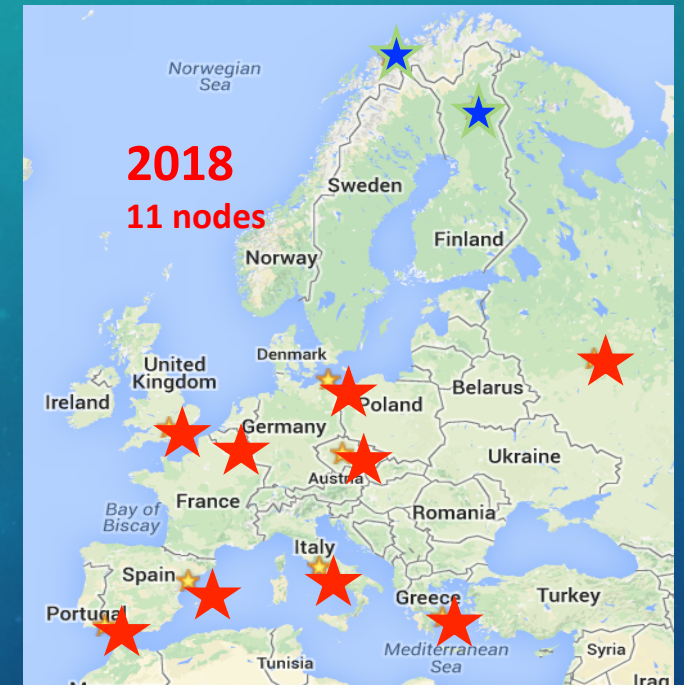 Norwegian
Sea
2018
11 nodes
Sweden
Finland
Norway
Denmark
United
Kingdom
Ireland
Belarus
Poland
Germany
Ukraine
Austria
France
Bay of
Biscay
Romania
Italy
Spain
Greece
Turkey
Portugal
Mediterranean
Sea
Syria
Tunisia
Iraq